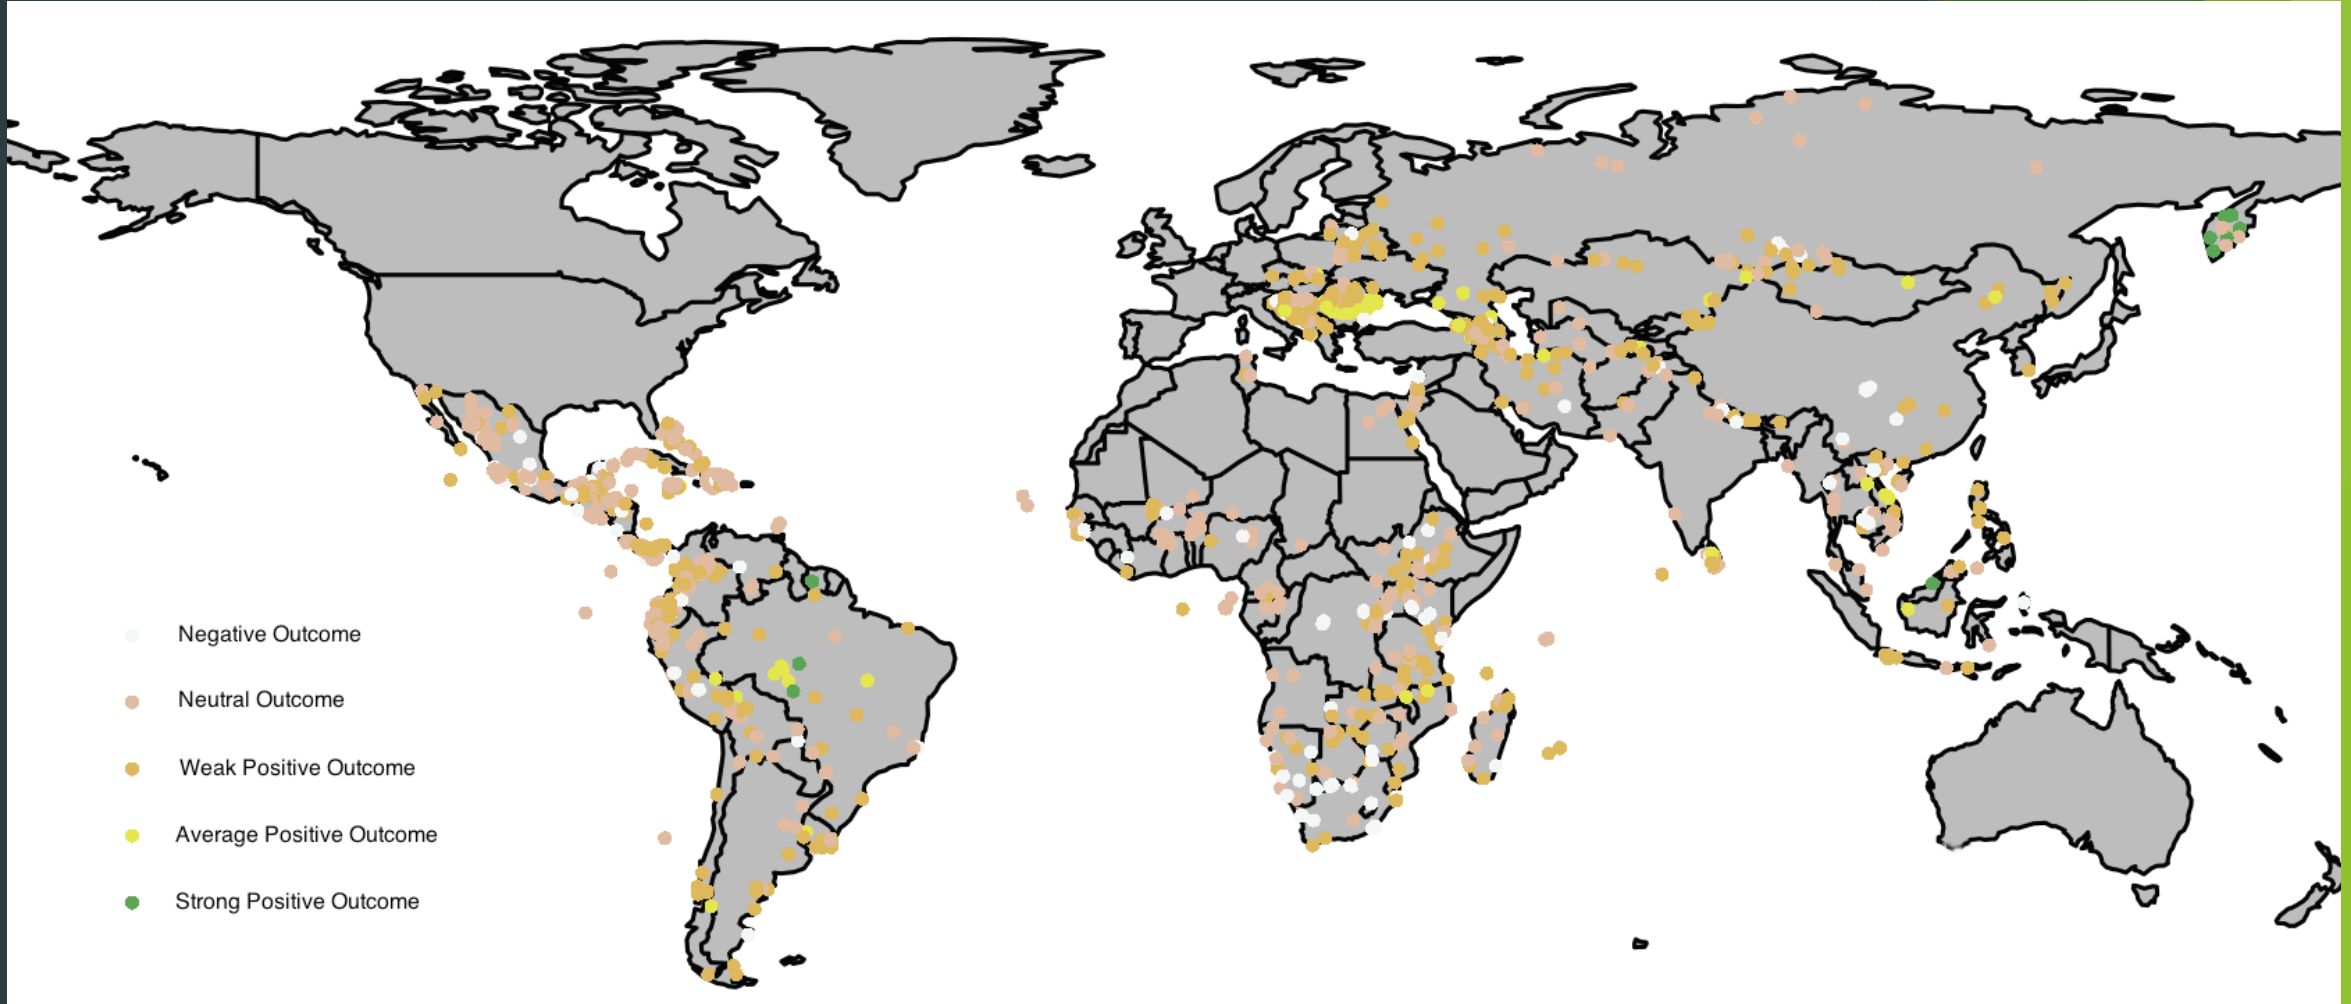 Negative Outcome
Neutral Outcome
Weak Positive Outcome
Average Positive Outcome
Strong Positive Outcome